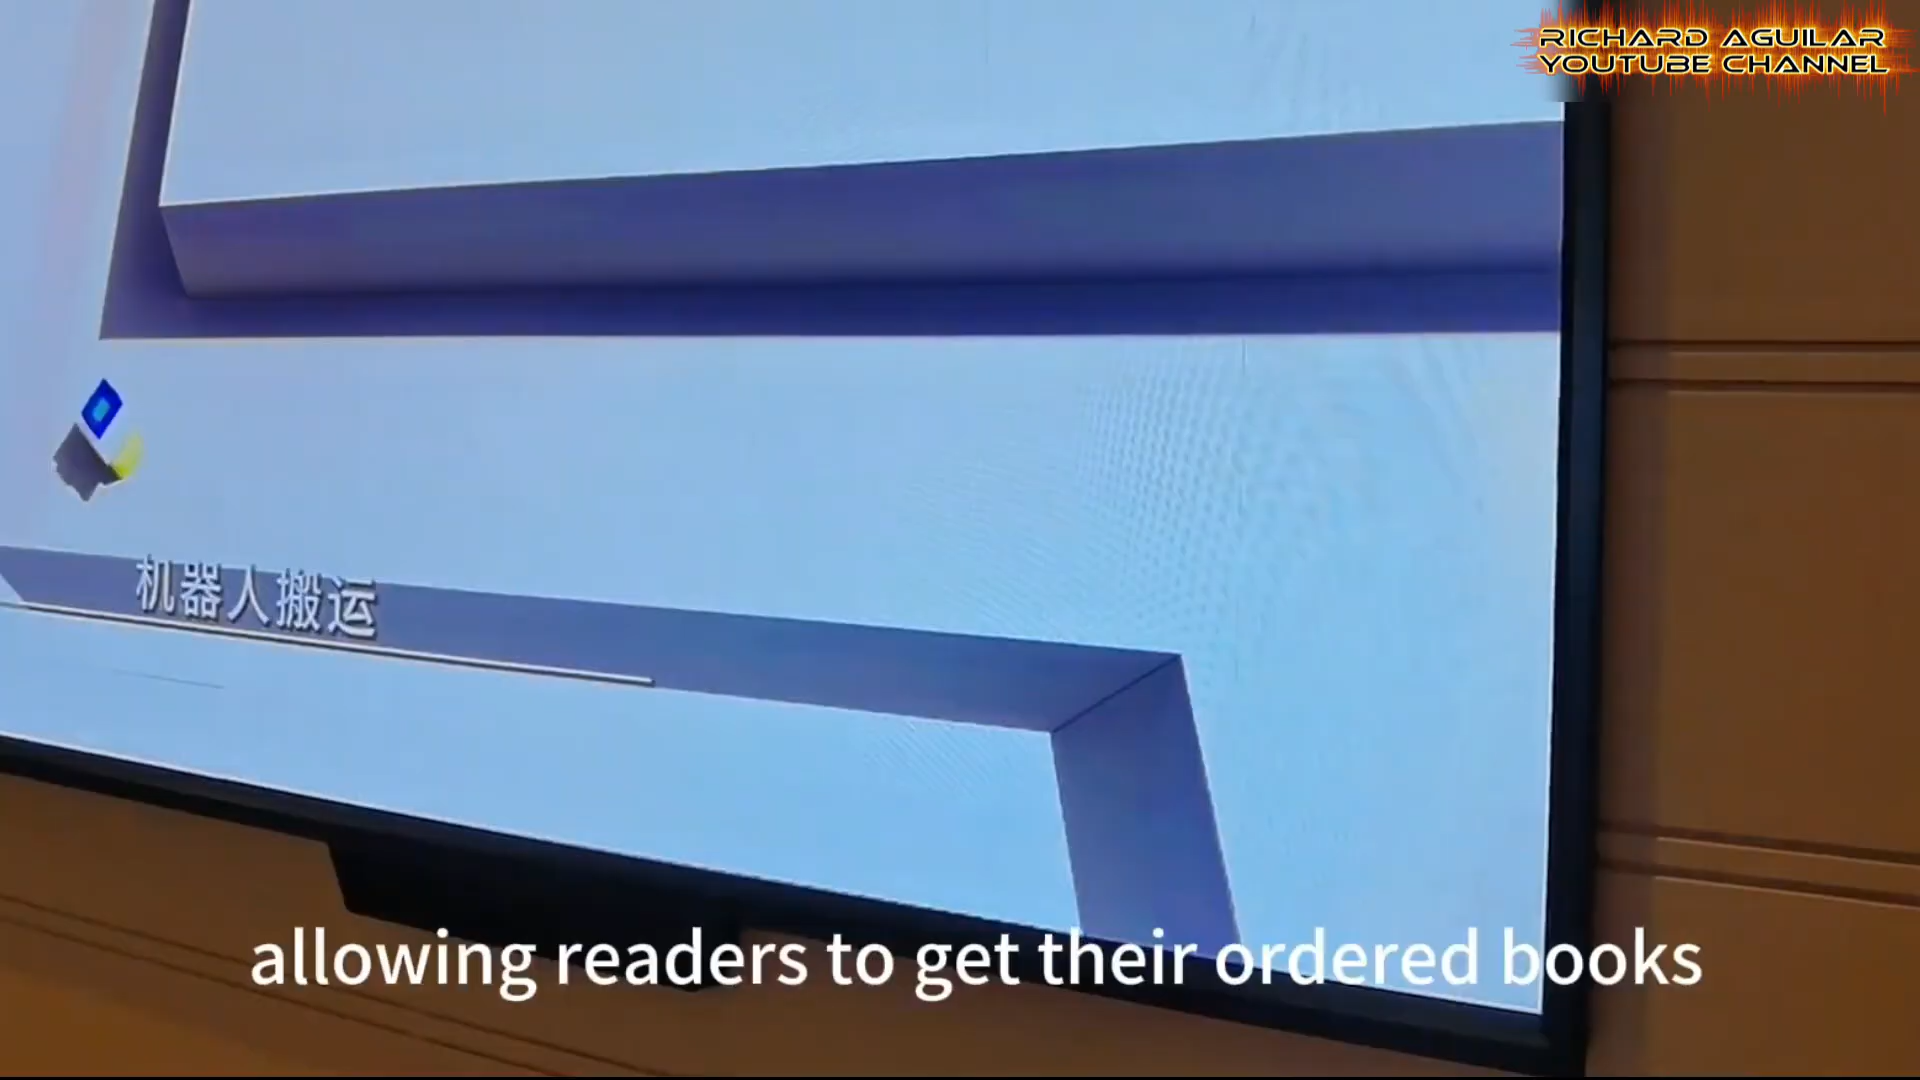 RICHARD AGUILAR
YOUTUBE CHANNEL
机器人搬运
allowing readers to get their ordered books